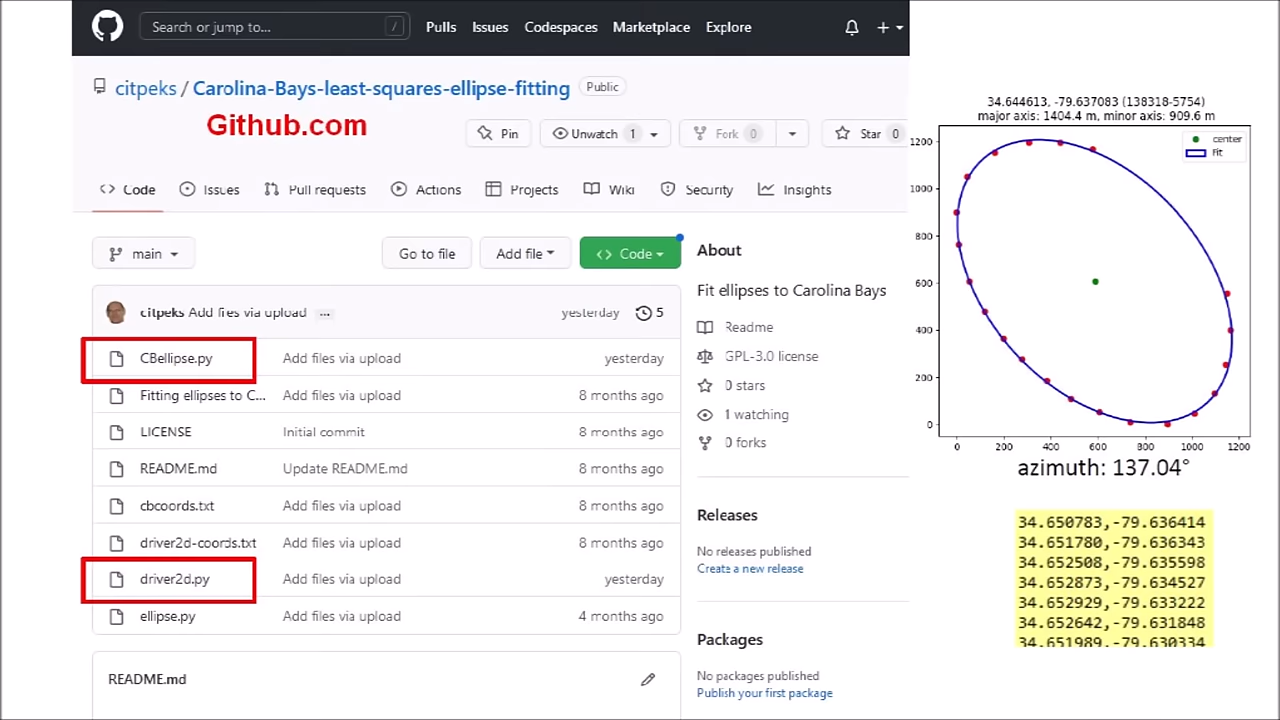 Search or jump to... /
Pulls Issues Codespaces Marketplace Explore
citpeks / Carolina-Bays-least-squares-ellipse-fitting Public
Github.com
Pin Unwatch 1 Fork 0 Star 0
Code Issues Pull requests Actions Projects Wiki Security Insights
main Go to file Add file Code
citpeks Add files via upload ... yesterday 5
CBellipse.py Add files via upload yesterday
Fitting ellipses to C... Add files via upload 8 months ago
LICENSE Initial commit 8 months ago
README.md Update README.md 8 months ago
cbcoords.txt Add files via upload 8 months ago
driver2d-coords.txt Add files via upload 8 months ago
driver2d.py Add files via upload yesterday
ellipse.py Add files via upload 4 months ago
README.md
About
Fit ellipses to Carolina Bays
Readme
GPL-3.0 license
0 stars
1 watching
0 forks
Releases
No releases published
Create a new release
Packages
No packages published
Publish your first package
34.644613, -79.637083 (138318-5754)
major axis: 1404.4 m, minor axis: 909.6 m
center
Fit
1200
1000
800
600
400
200
0
0 200 400 600 800 1000 1200
azimuth: 137.04°
34.650783,-79.636414
34.651780,-79.636343
34.652508,-79.635598
34.652873,-79.634527
34.652929,-79.633222
34.652642,-79.631848
34.651989,-79.630334